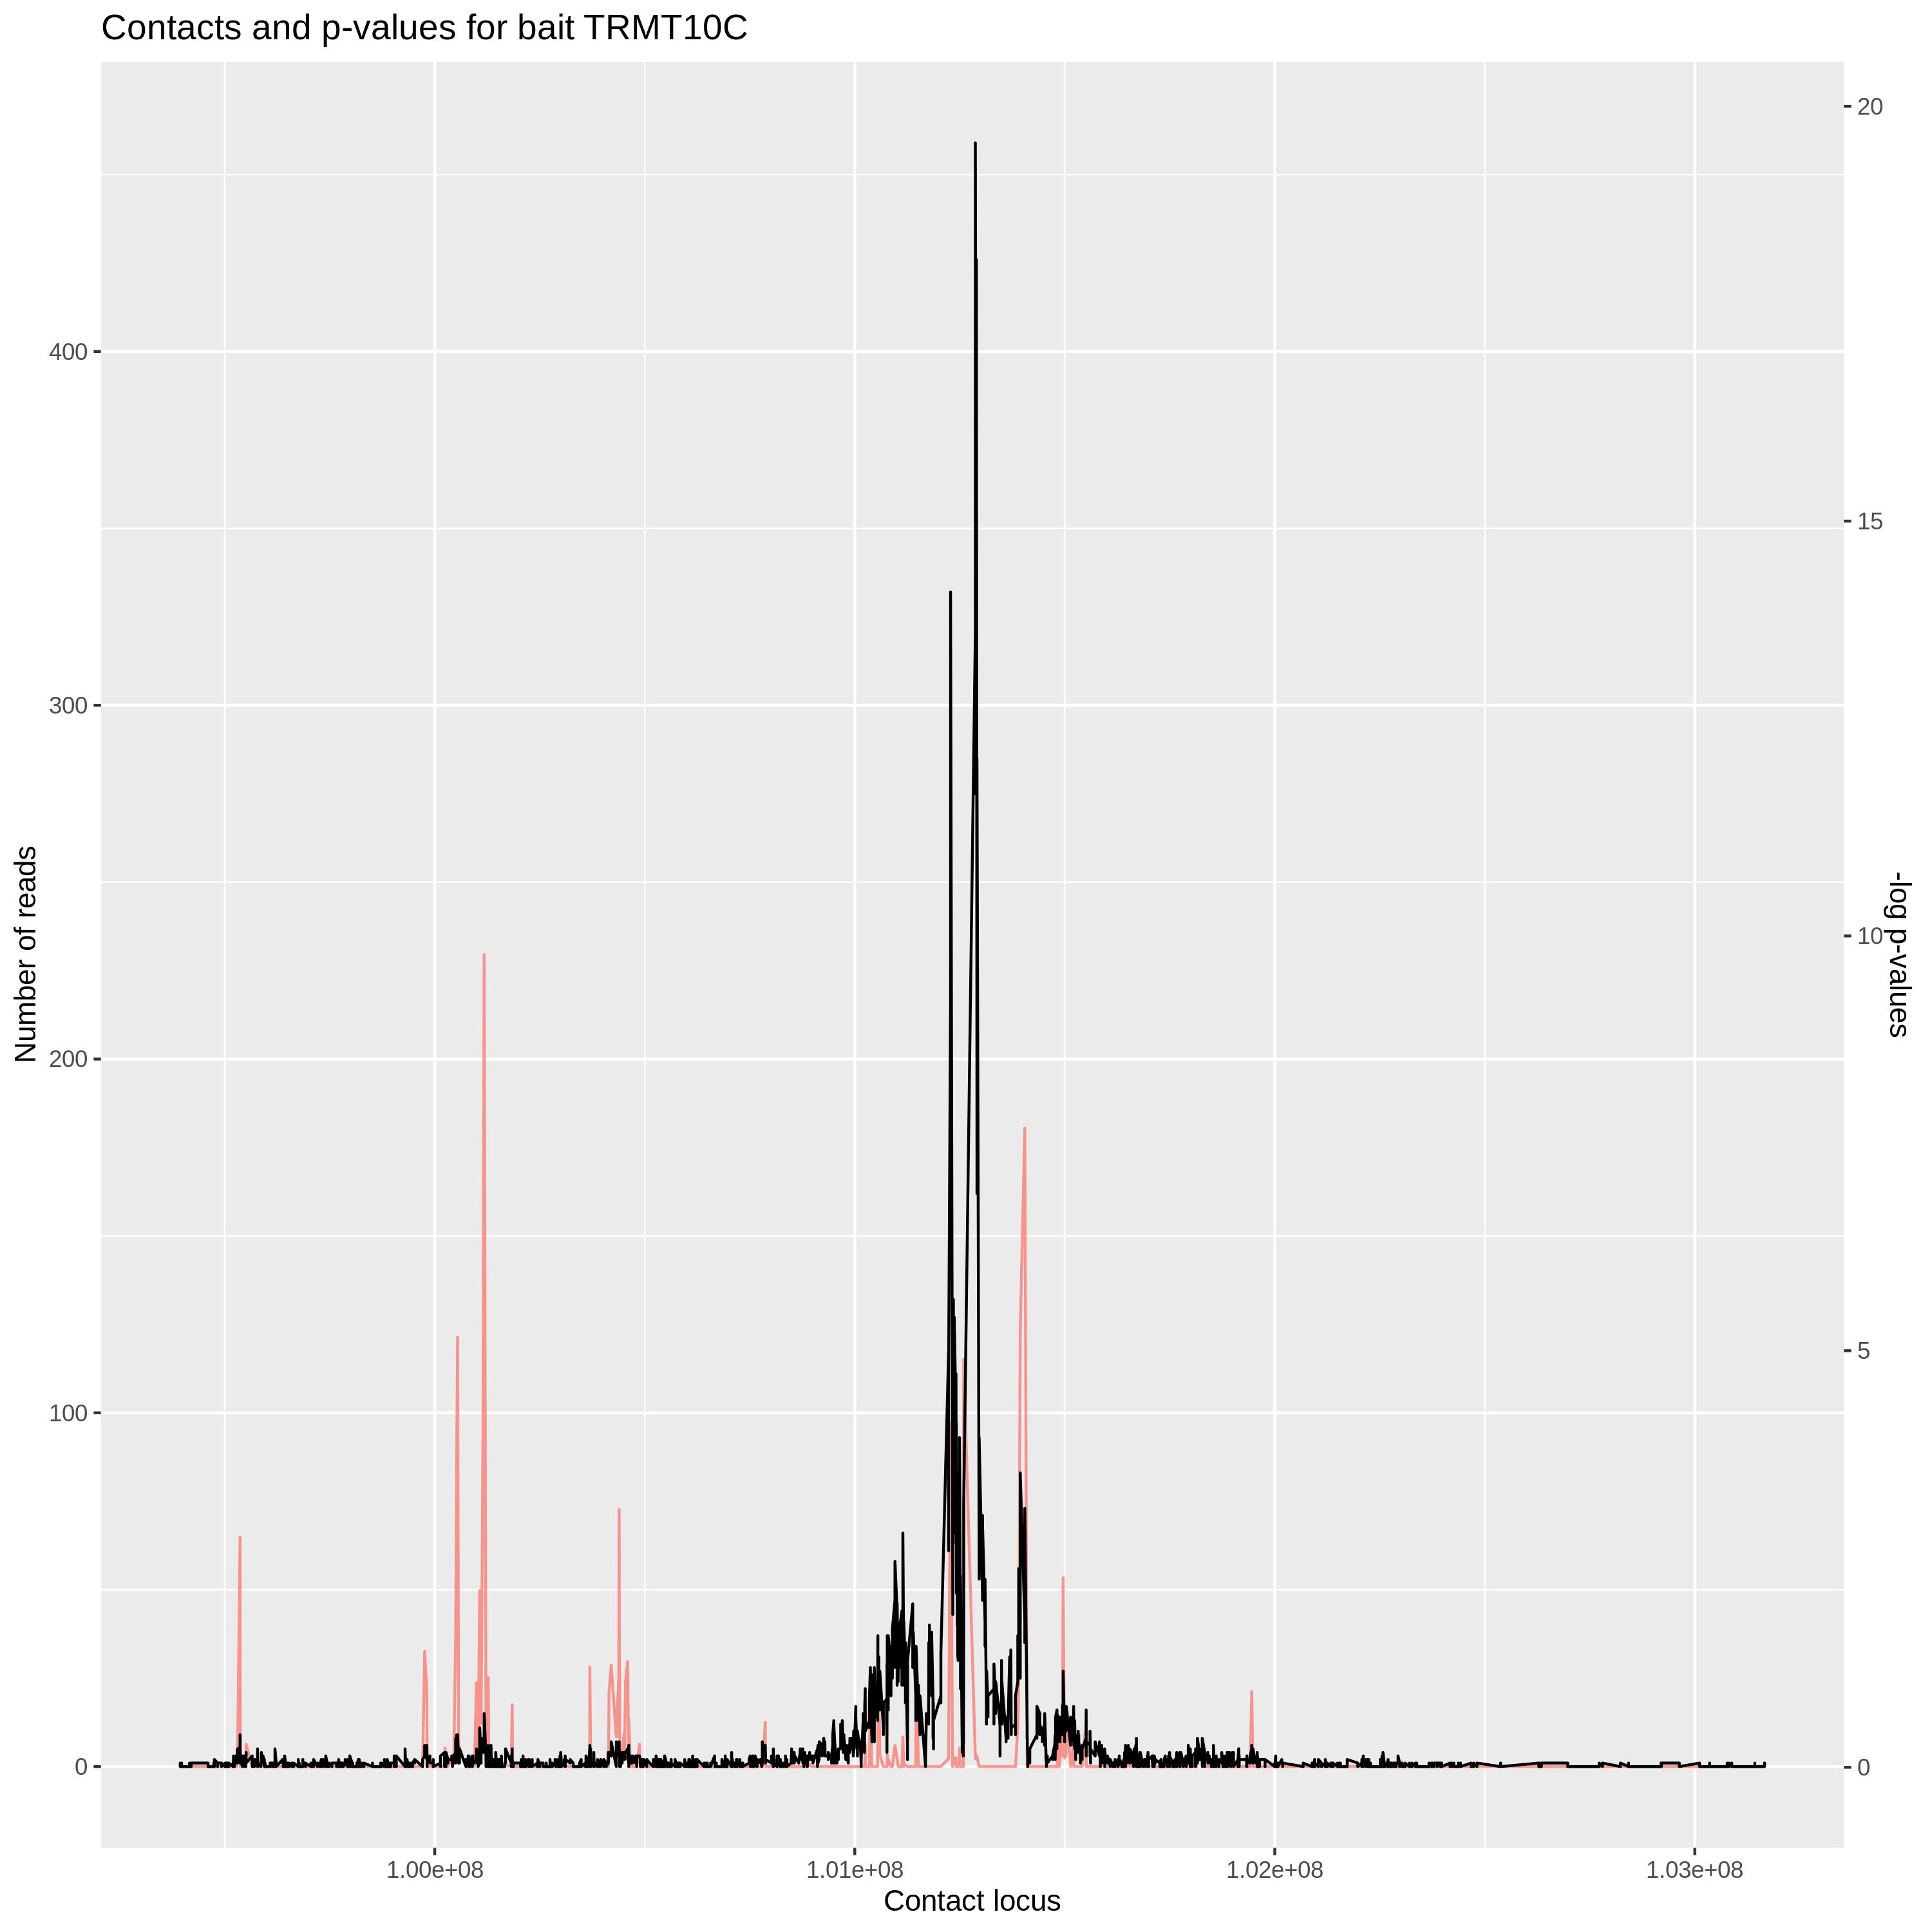 Contacts and p-values for bait TRMT10C
Number of reads
400
300
200
100
0
20
15
10
5
0
-log p-values
1.00e+08
1.01e+08
1.02e+08
1.03e+08
Contact locus